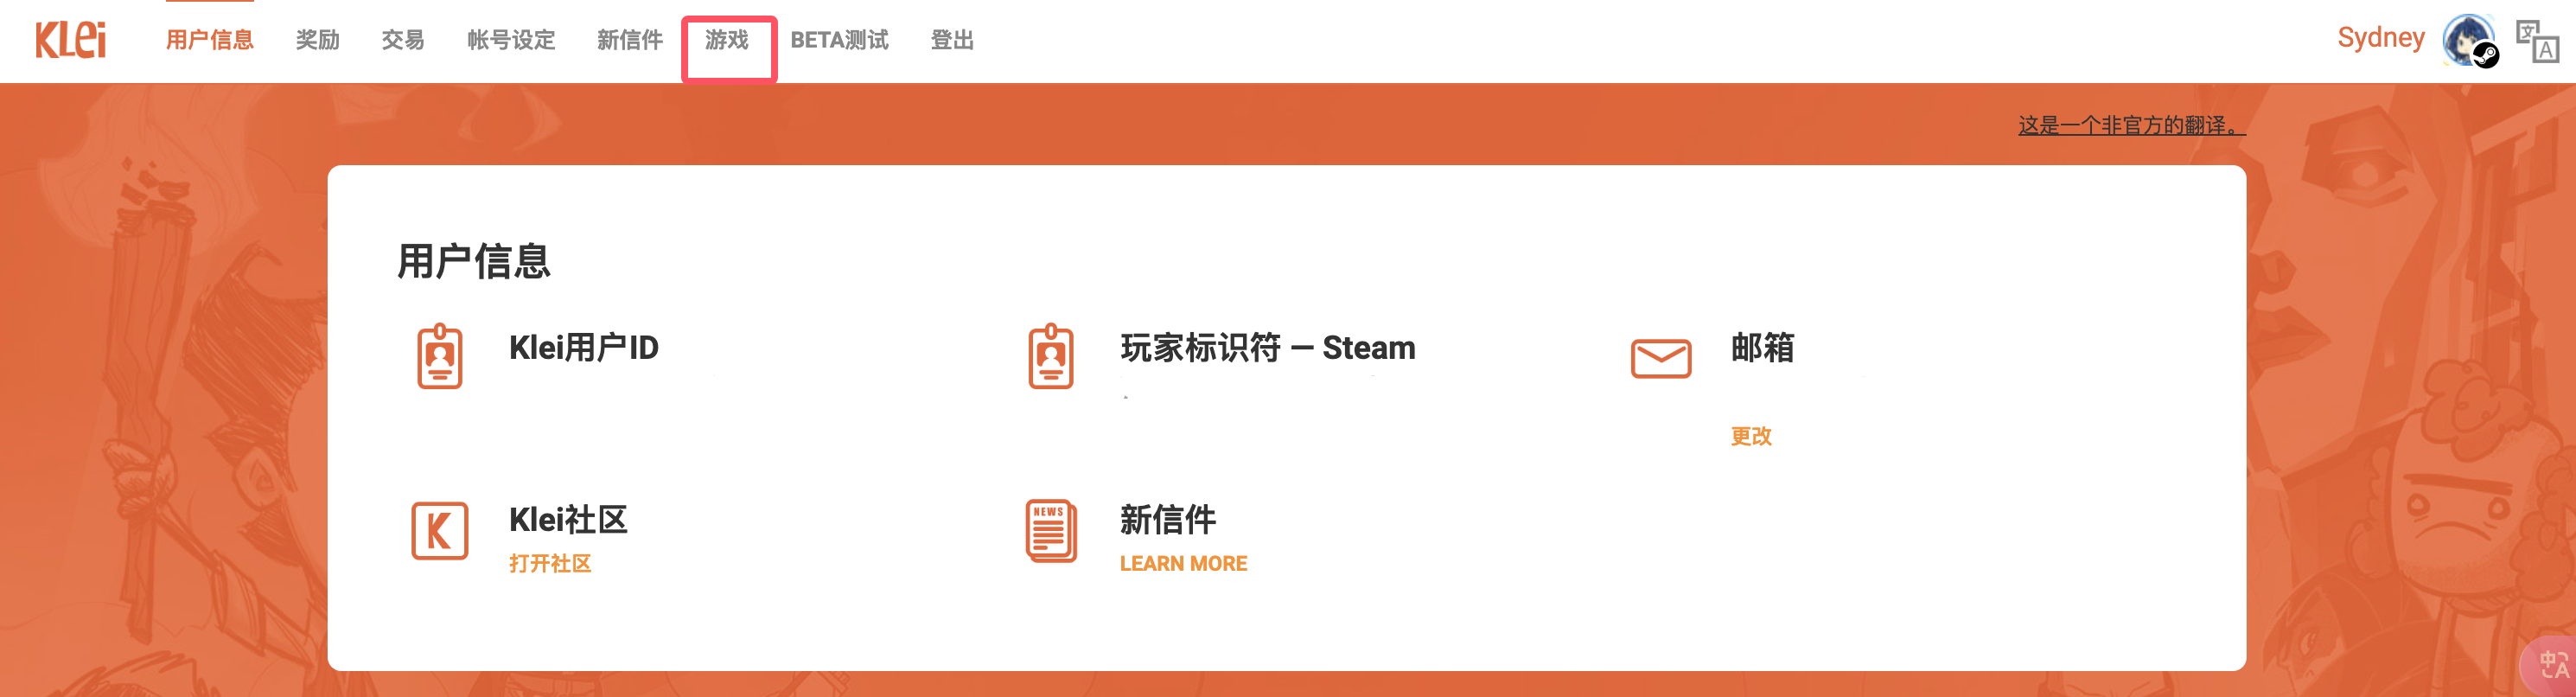 Klei 用户信息 奖励 交易 帐号设定 新信件 游戏 BETA测试 登出 Sydney
这是一个非官方的翻译。
用户信息
Klei用户ID
玩家标识符 — Steam
邮箱
更改
Klei社区
打开社区
NEWS
新信件
LEARN MORE